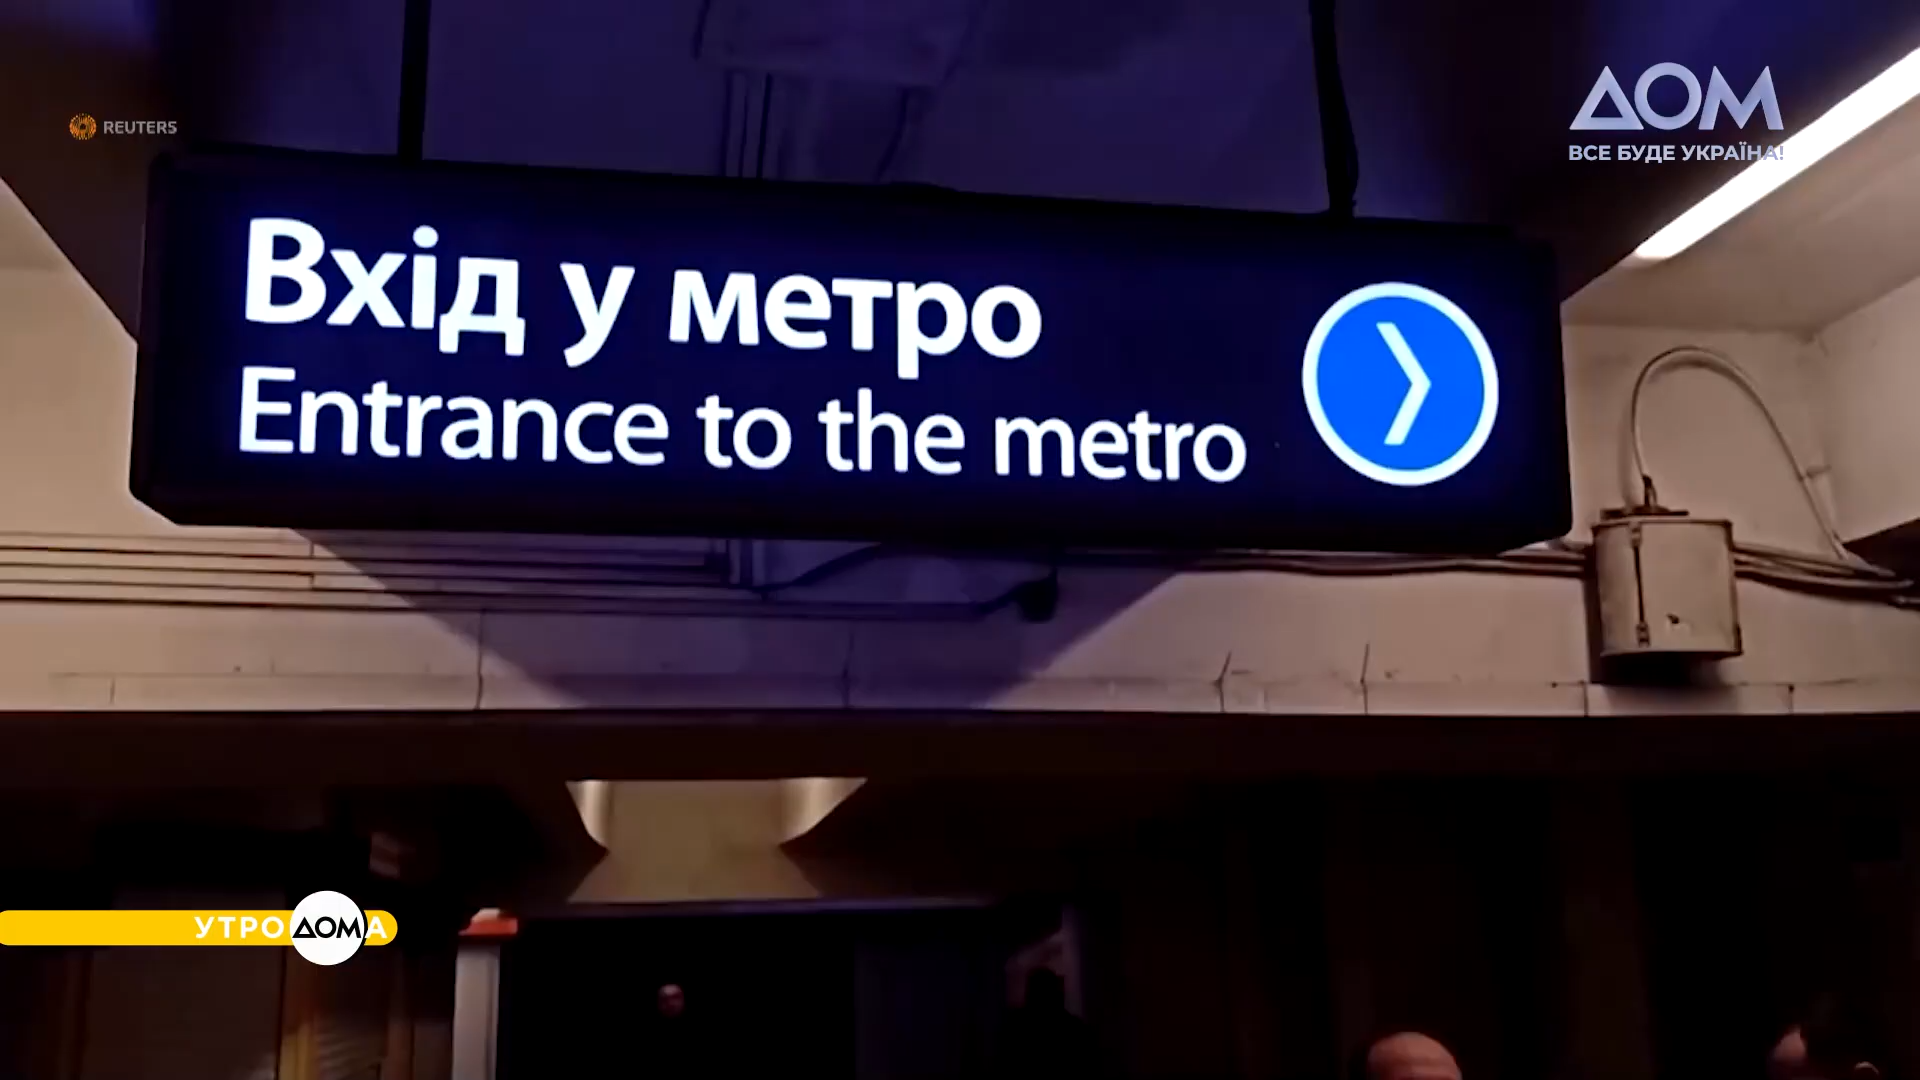 REUTERS
ДОМ
ВСЕ БУДЕ УКРАЇНА!
Вхід у метро
Entrance to the metro
УТРО ДОМА